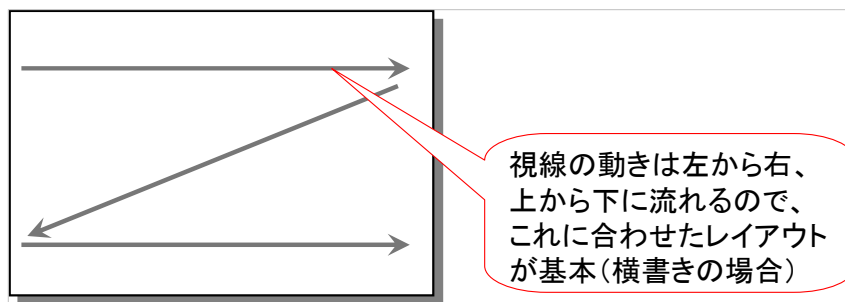 視線の動きは左から右、
上から下に流れるので、
これに合わせたレイアウト
が基本（横書きの場合）